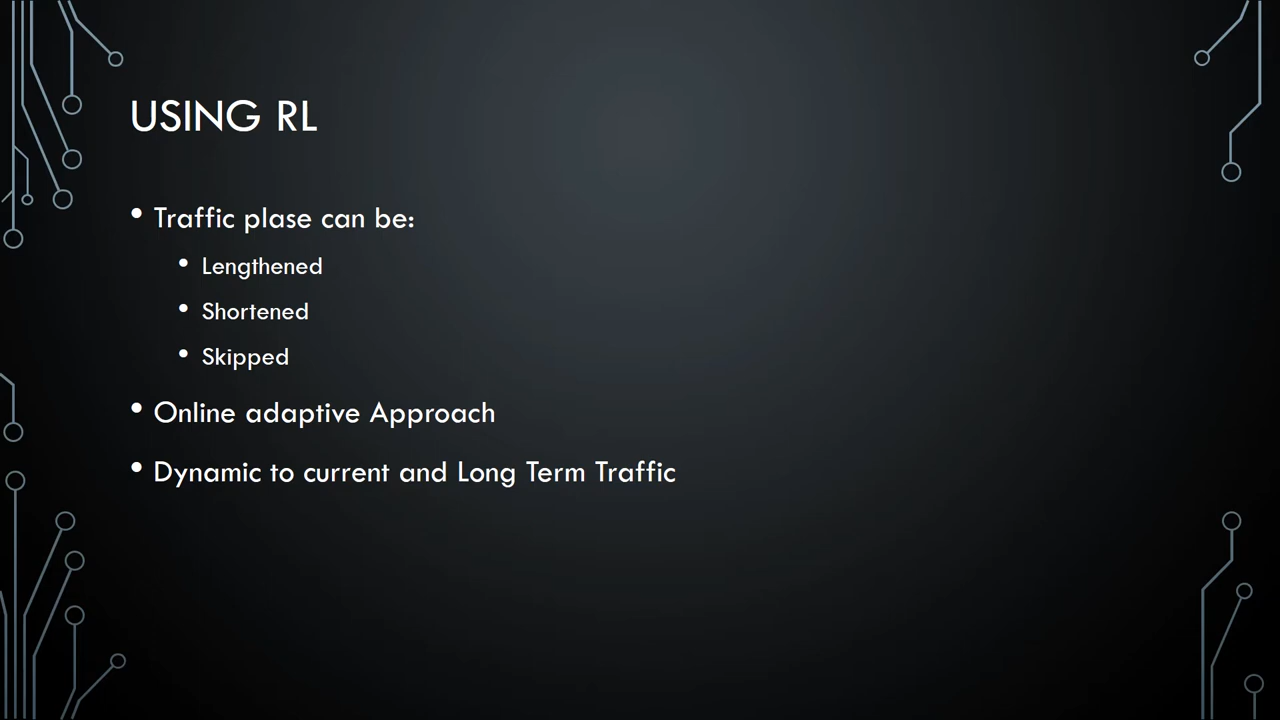 USING RL
• Traffic plase can be:
• Lengthened
• Shortened
• Skipped
• Online adaptive Approach
• Dynamic to current and Long Term Traffic